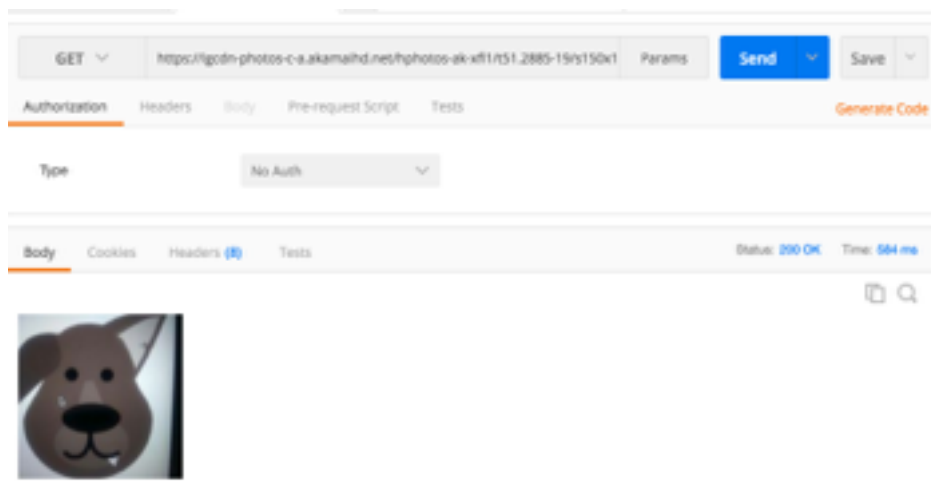 GET https://igcdn-photos-c-a.akamaihd.net/hphotos-ak-xfl1/t51.2885-19/s150x1 Params Send Save
Authorization Headers Body Pre-request Script Tests Generate Code
Type No Auth
Body Cookies Headers (8) Tests Status: 200 OK Time: 584 ms